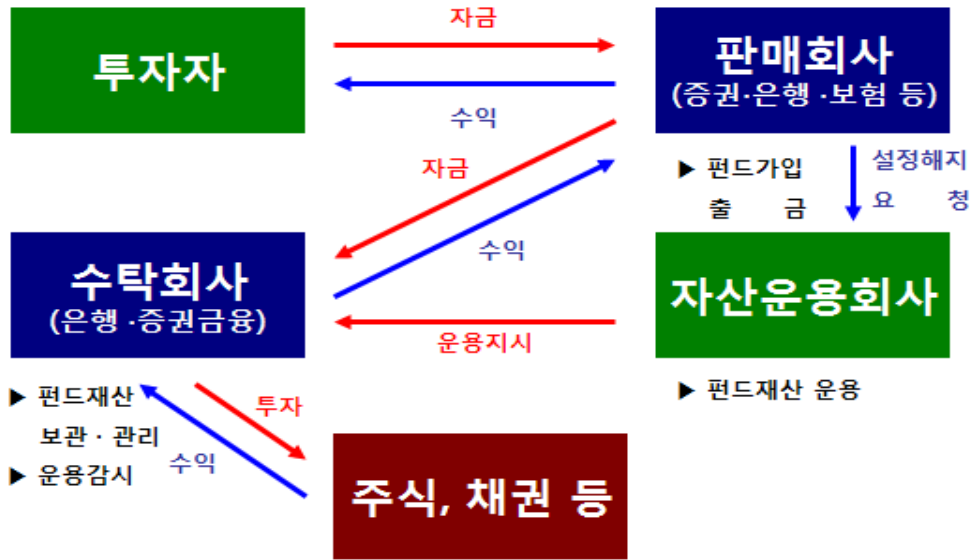 투자자
자금
수익
판매회사
(증권·은행 ·보험 등)
자금
수익
▶ 펀드가입
출 금
설정해지
요 청
수탁회사
(은행 ·증권금융)
운용지시
자산운용회사
▶ 펀드재산
보관 · 관리
▶ 운용감시
투자
수익
▶ 펀드재산 운용
주식, 채권 등